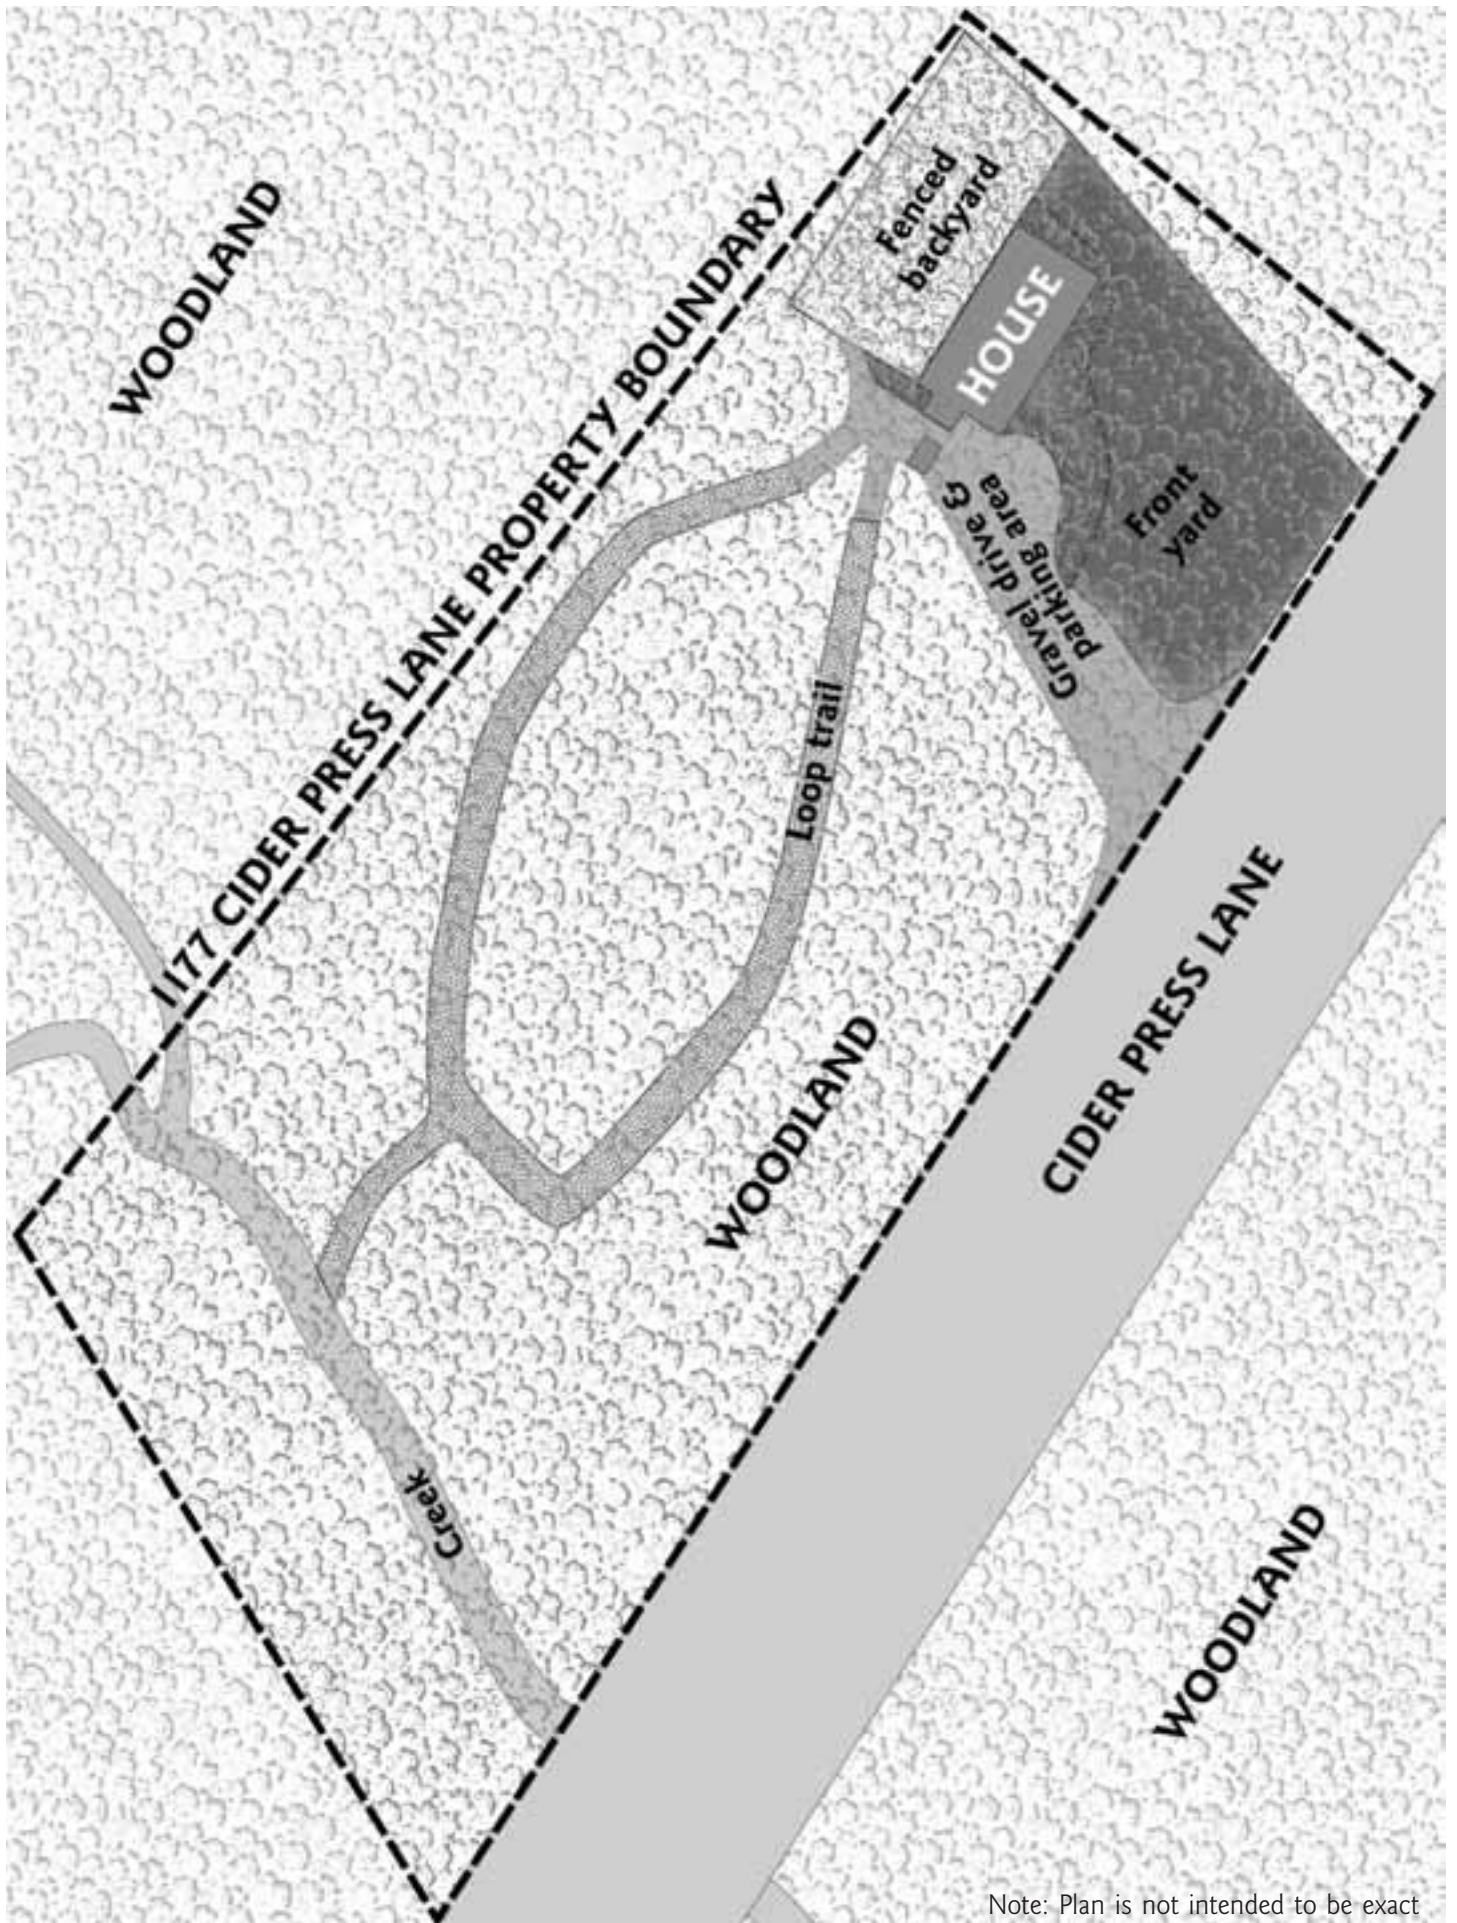 WOODLAND
1177 CIDER PRESS LANE PROPERTY BOUNDARY
Fenced
backyard
HOUSE
Front
yard
Gravel drive &
parking area
Loop trail
WOODLAND
CIDER PRESS LANE
Creek
WOODLAND
Note: Plan is not intended to be exact